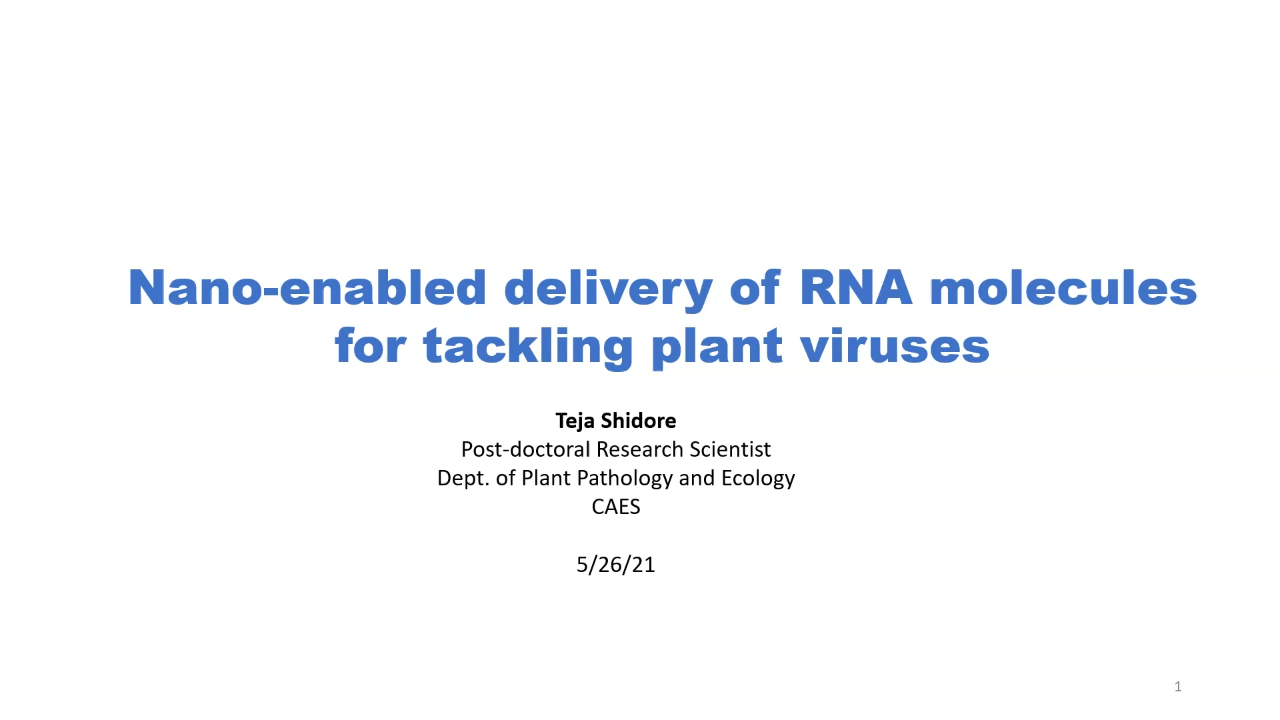 Nano-enabled delivery of RNA molecules
for tackling plant viruses
Teja Shidore
Post-doctoral Research Scientist
Dept. of Plant Pathology and Ecology
CAES
5/26/21
1